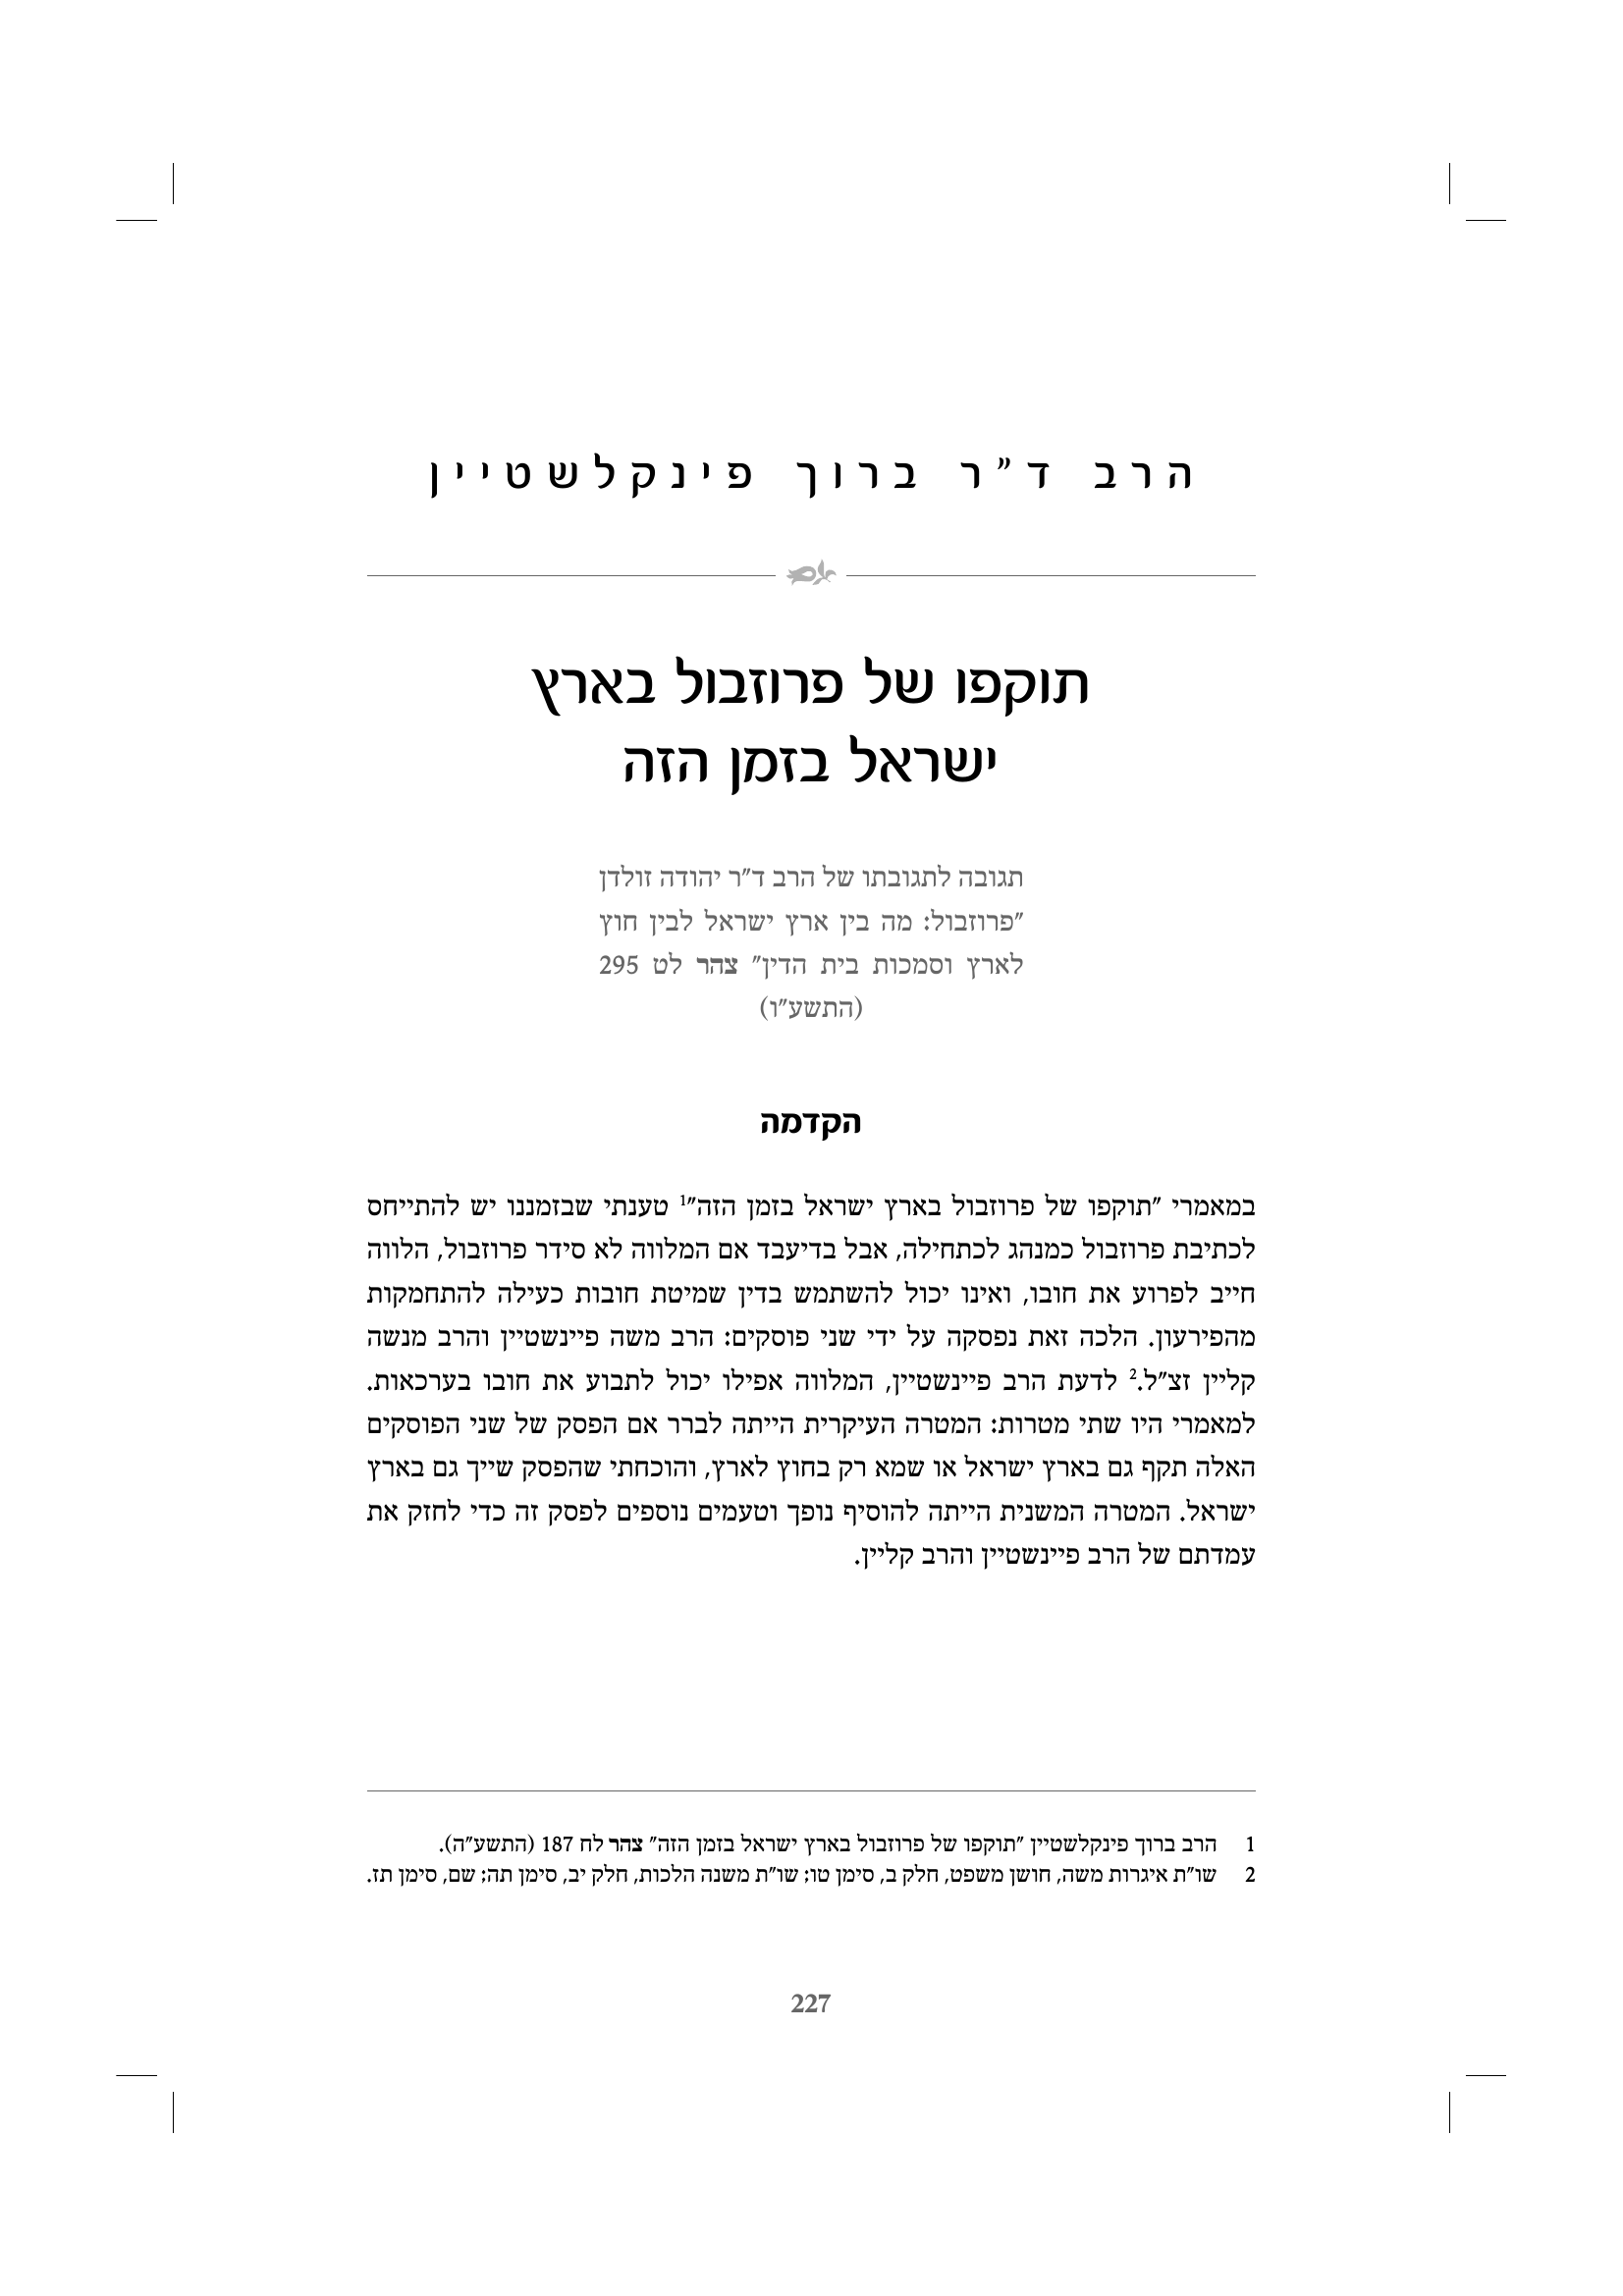 הרב ד״ר ברוך פינקלשטיין
תוקפו של פרוזבול בארץ
ישראל בזמן הזה
תגובה לתגובתו של הרב ד״ר יהודה זולדן
״פרוזבול: מה בין ארץ ישראל לבין חוץ
לארץ וסמכות בית הדין״ צהר לט 295
(התשע״ו)
הקדמה
במאמרי ״תוקפו של פרוזבול בארץ ישראל בזמן הזה״1 טענתי שבזמננו יש להתייחס
לכתיבת פרוזבול כמנהג לכתחילה, אבל בדיעבד אם המלווה לא סידר פרוזבול, הלווה
חייב לפרוע את חובו, ואינו יכול להשתמש בדין שמיטת חובות כעילה להתחמקות
מהפירעון. הלכה זאת נפסקה על ידי שני פוסקים: הרב משה פיינשטיין והרב מנשה
קליין זצ״ל.2 לדעת הרב פיינשטיין, המלווה אפילו יכול לתבוע את חובו בערכאות.
למאמרי היו שתי מטרות: המטרה העיקרית הייתה לברר אם הפסק של שני הפוסקים
האלה תקף גם בארץ ישראל או שמא רק בחוץ לארץ, והוכחתי שהפסק שייך גם בארץ
ישראל. המטרה המשנית הייתה להוסיף נופך וטעמים נוספים לפסק זה כדי לחזק את
עמדתם של הרב פיינשטיין והרב קליין.
1 הרב ברוך פינקלשטיין ״תוקפו של פרוזבול בארץ ישראל בזמן הזה״ צהר לח 187 (התשע״ה).
2 שו״ת איגרות משה, חושן משפט, חלק ב, סימן טו; שו״ת משנה הלכות, חלק יב, סימן תה; שם, סימן תז.
227